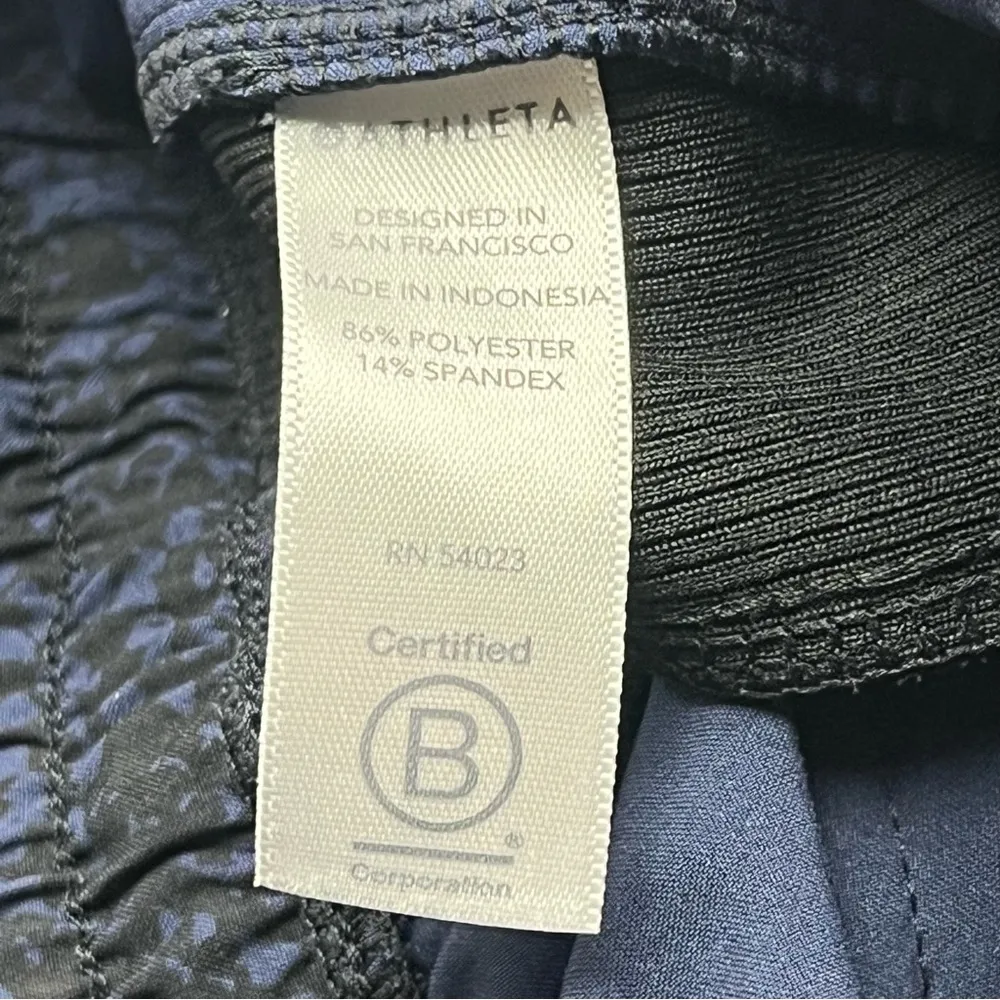 ATHLETA
DESIGNED IN
SAN FRANCISCO
MADE IN INDONESIA
86% POLYESTER
14% SPANDEX
RN 54023
Certified
B
®
Corporation